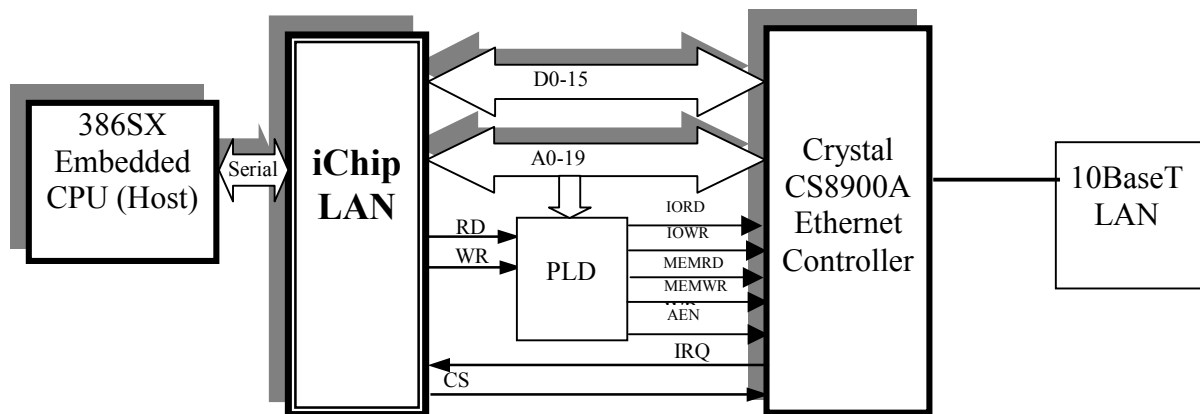 386SX
Embedded
CPU (Host)
Serial
iChip
LAN
D0-15
A0-19
RD
WR
PLD
IORD
IOWR
MEMRD
MEMWR
AEN
IRQ
CS
Crystal
CS8900A
Ethernet
Controller
10BaseT
LAN